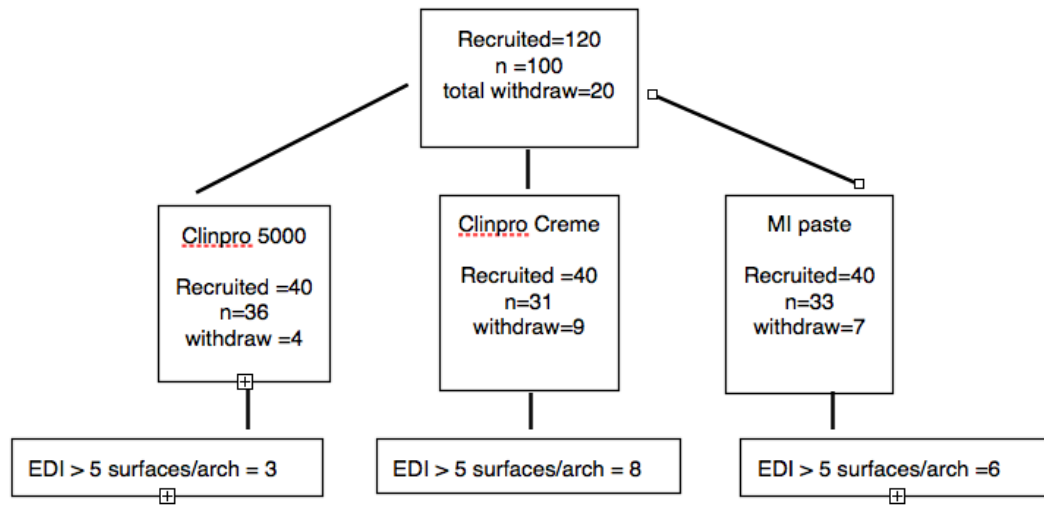 Recruited=120
n =100
total withdraw=20
Clinpro 5000
Recruited =40
n=36
withdraw =4
Clinpro Creme
Recruited =40
n=31
withdraw=9
MI paste
Recruited=40
n=33
withdraw=7
EDI > 5 surfaces/arch = 3
EDI > 5 surfaces/arch = 8
EDI > 5 surfaces/arch =6